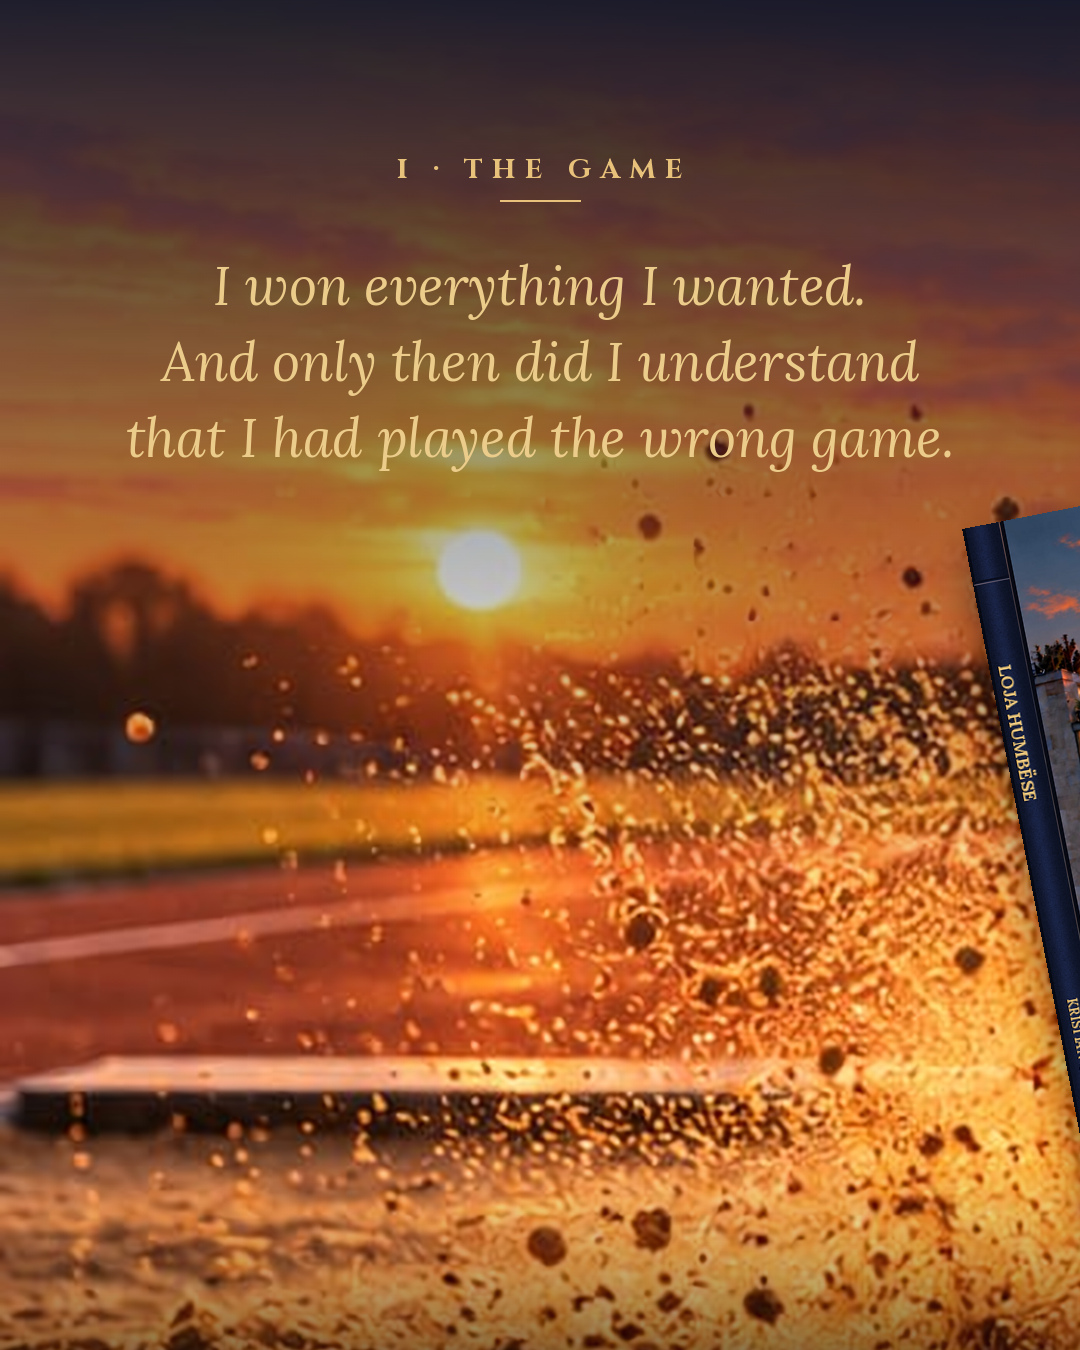 I · THE GAME
I won everything I wanted.
And only then did I understand
that I had played the wrong game.
LOJA HUMBËSE